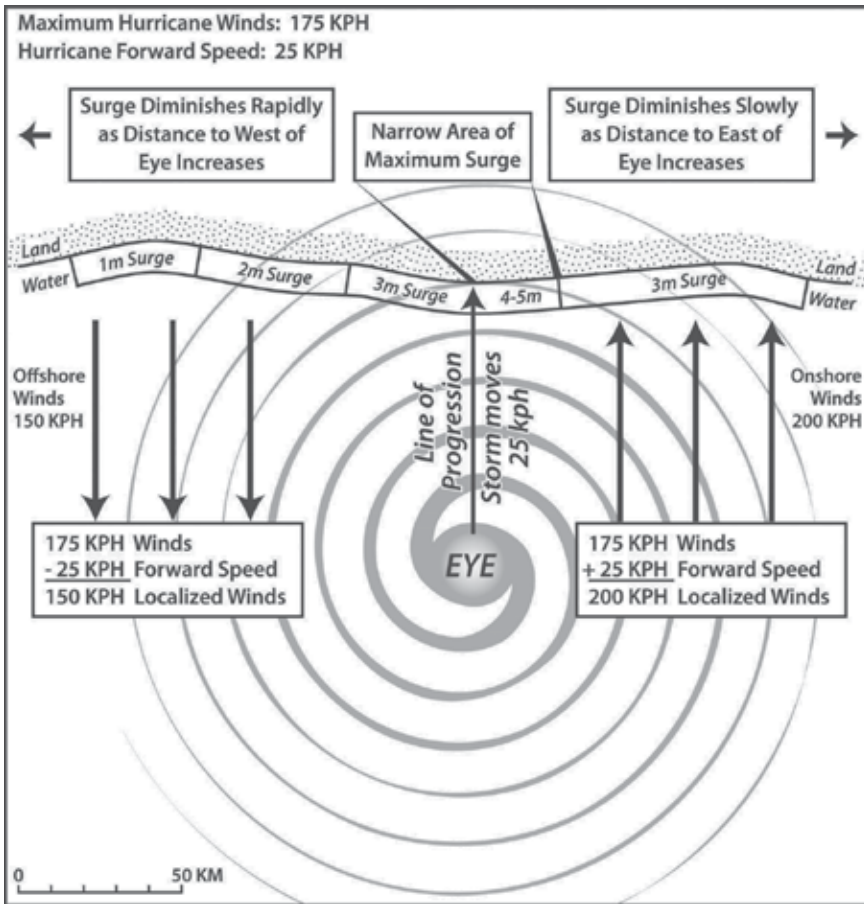 Maximum Hurricane Winds: 175 KPH
Hurricane Forward Speed: 25 KPH
Surge Diminishes Rapidly
as Distance to West of
Eye Increases
Narrow Area of
Maximum Surge
Surge Diminishes Slowly
as Distance to East of
Eye Increases
Land
Water
1m Surge
2m Surge
3m Surge
4-5m
3m Surge
Land
Water
Offshore
Winds
150 KPH
Line of
Progression
Storm moves
25 kph
Onshore
Winds
200 KPH
175 KPH Winds
- 25 KPH Forward Speed
150 KPH Localized Winds
EYE
175 KPH Winds
+ 25 KPH Forward Speed
200 KPH Localized Winds
0 50 KM